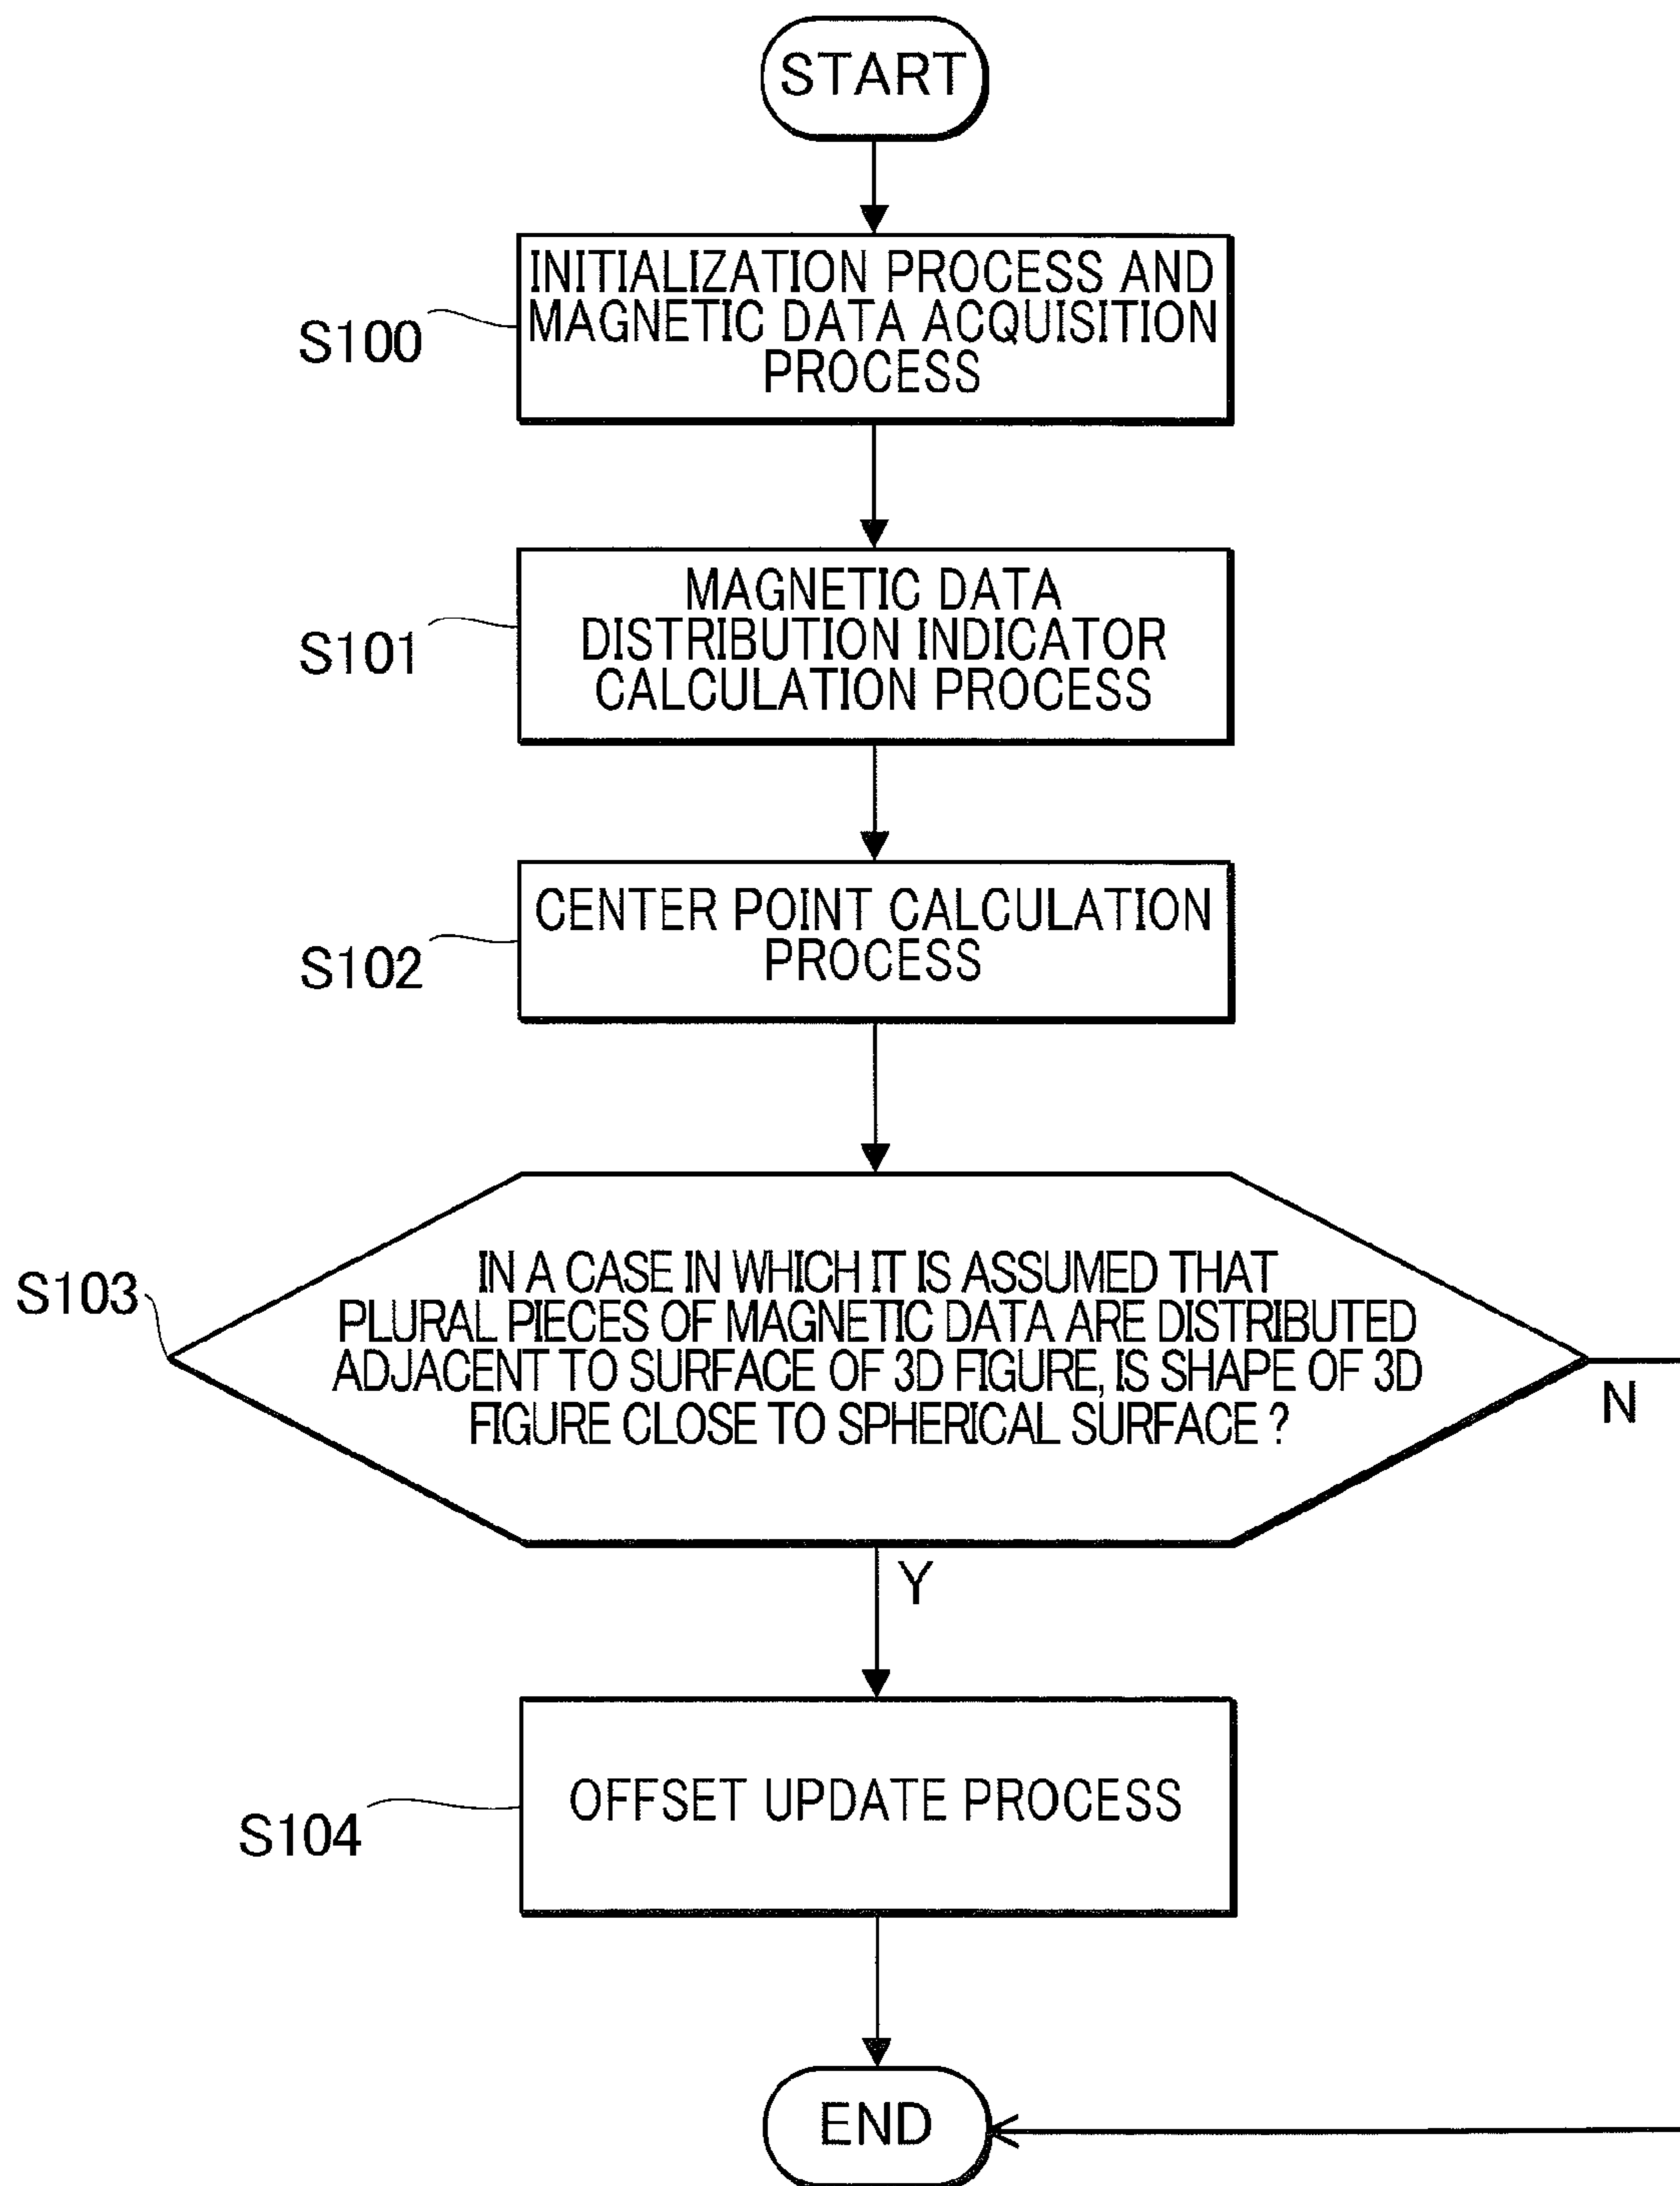 START
INITIALIZATION PROCESS AND
MAGNETIC DATA ACQUISITION
PROCESS
S100
MAGNETIC DATA
DISTRIBUTION INDICATOR
CALCULATION PROCESS
S101
CENTER POINT CALCULATION
PROCESS
S102
IN A CASE IN WHICH IT IS ASSUMED THAT
PLURAL PIECES OF MAGNETIC DATA ARE DISTRIBUTED
ADJACENT TO SURFACE OF 3D FIGURE, IS SHAPE OF 3D
FIGURE CLOSE TO SPHERICAL SURFACE ?
S103
N
Y
OFFSET UPDATE PROCESS
S104
END